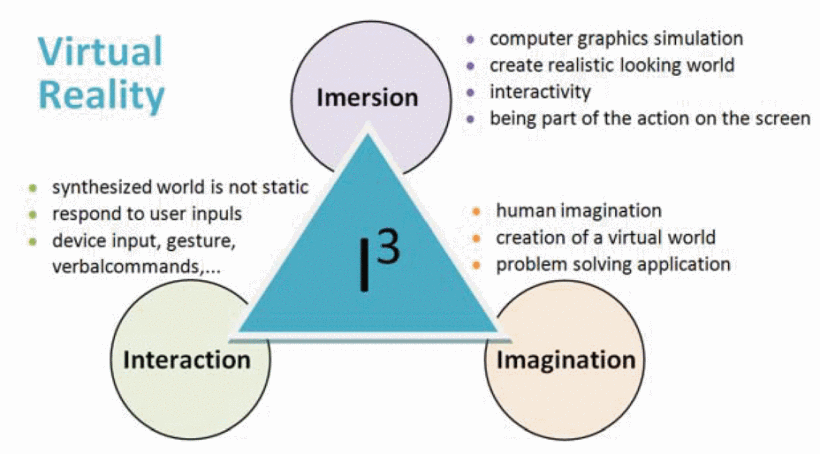 Virtual
Reality
Imersion
• computer graphics simulation
• create realistic looking world
• interactivity
• being part of the action on the screen
• synthesized world is not static
• respond to user inpuls
• device input, gesture,
verbalcommands,...
I³
• human imagination
• creation of a virtual world
• problem solving application
Interaction
Imagination